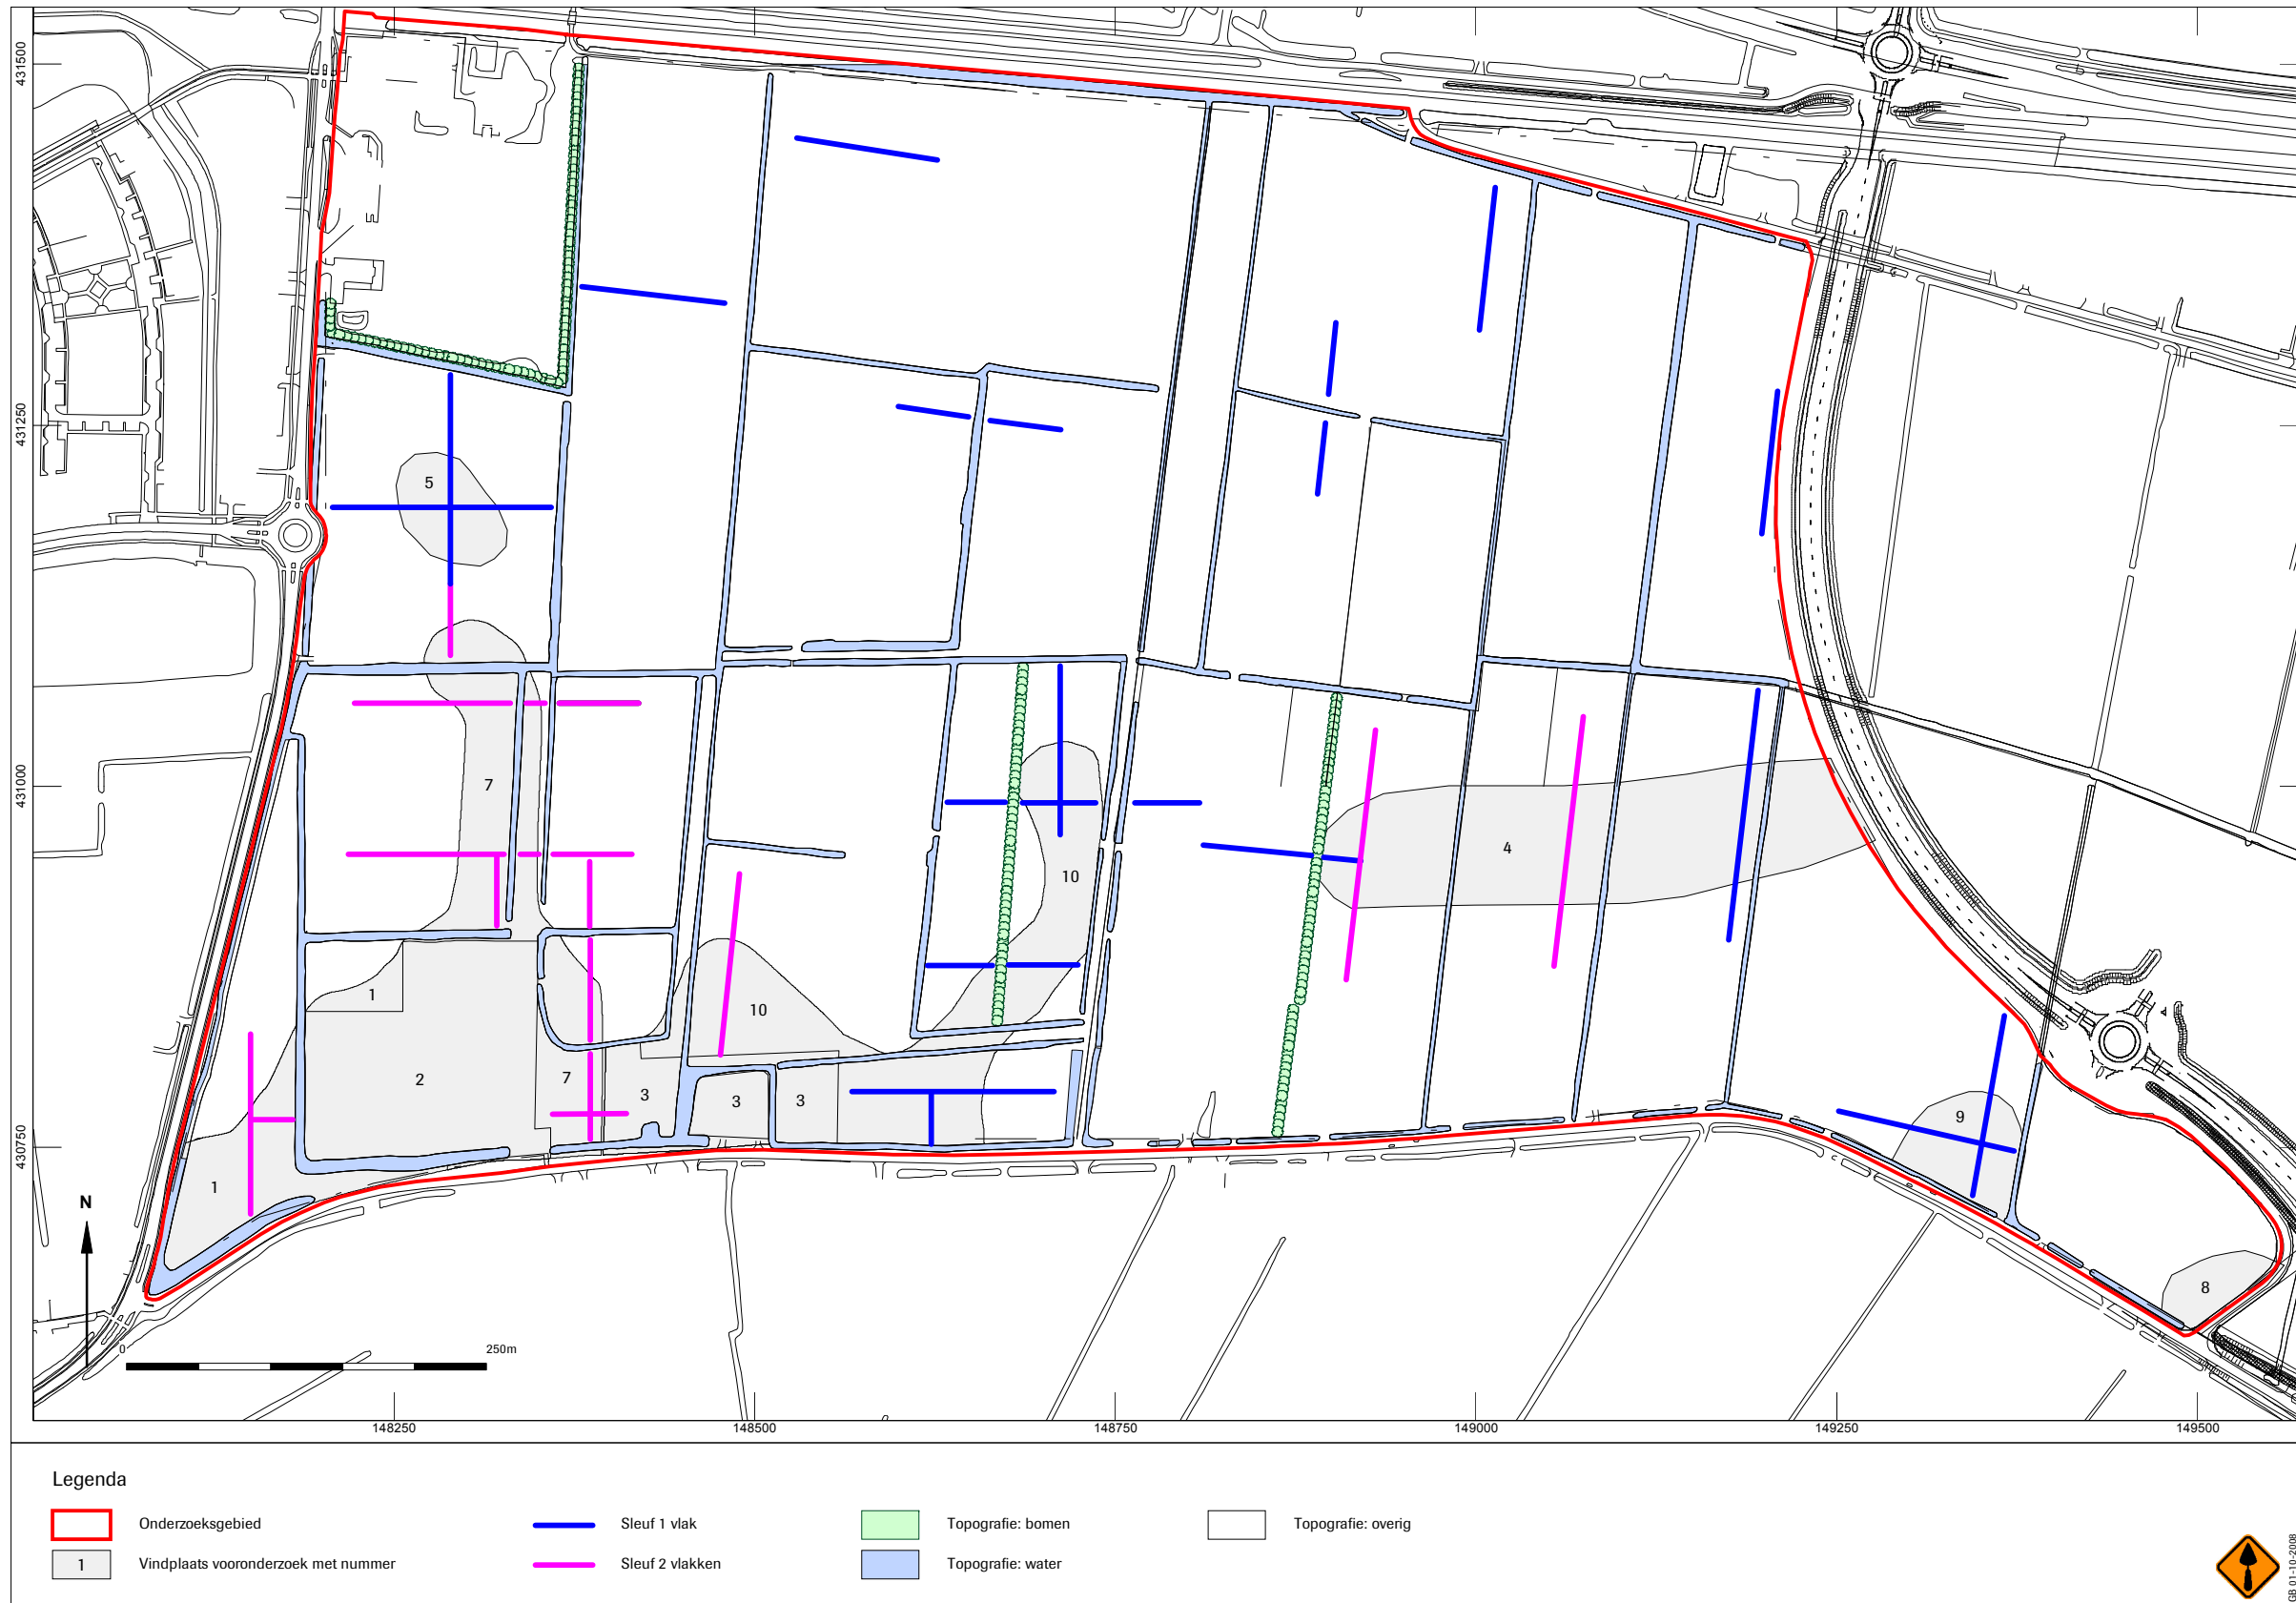 431500
431250
431000
430750
5
7
10
4
1
10
2
7
3
3
3
9
1
8
N
0
250m
148250
148500
148750
149000
149250
149500
Legenda
Onderzoeksgebied
Sleuf 1 vlak
Topografie: bomen
Topografie: overig
1
Vindplaats vooronderzoek met nummer
Sleuf 2 vlakken
Topografie: water
GB 01-10-2008